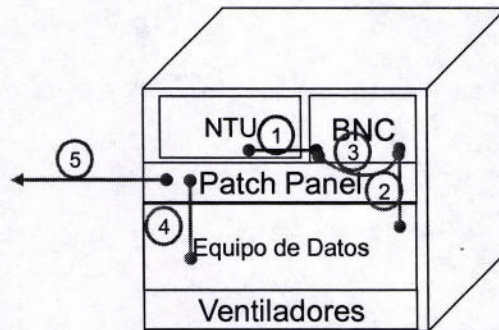 NTU
1
BNC
3
5
Patch Panel
2
4
Equipo de Datos
Ventiladores